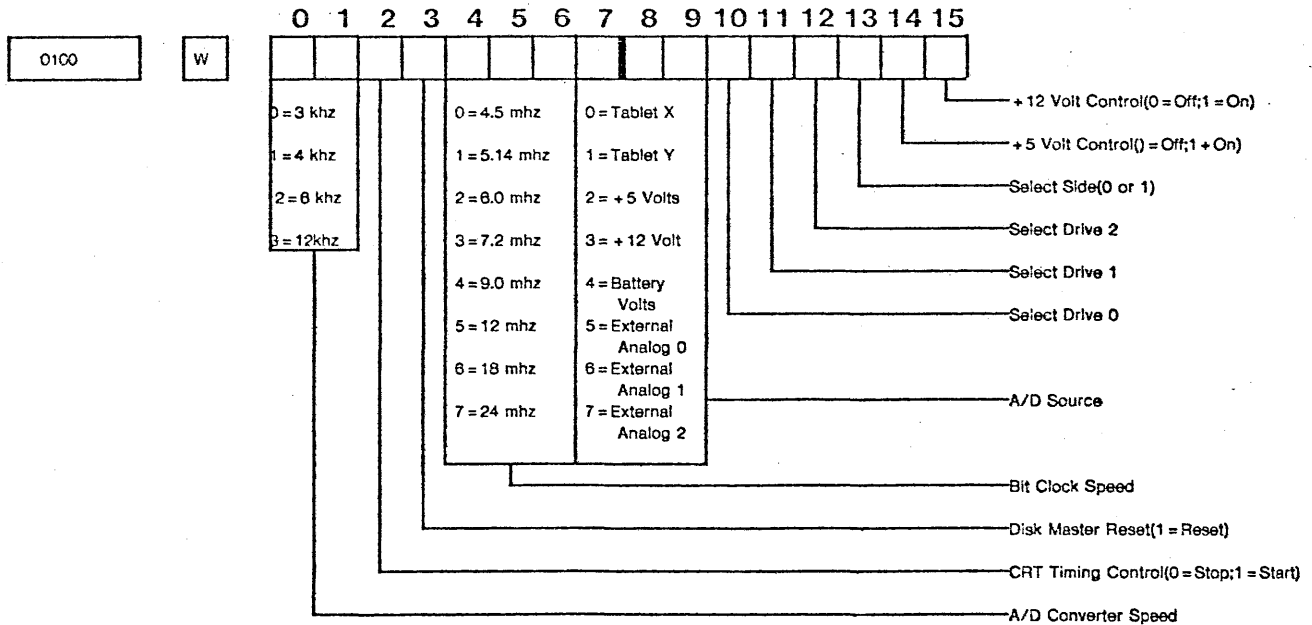 0 1 2 3 4 5 6 7 8 9 10 11 12 13 14 15
0100 W
0=3 khz 0=4.5 mhz 0=Tablet X +12 Volt Control(0=Off;1=On)
1=4 khz 1=5.14 mhz 1=Tablet Y +5 Volt Control()=Off;1+On)
2=6 khz 2=6.0 mhz 2=+5 Volts Select Side(0 or 1)
3=12khz 3=7.2 mhz 3=+12 Volt Select Drive 2
4=9.0 mhz 4=Battery Select Drive 1
Volts
Select Drive 0
5=12 mhz 5=External
Analog 0
6=18 mhz 6=External
Analog 1
A/D Source
7=24 mhz 7=External
Analog 2
Bit Clock Speed
Disk Master Reset(1=Reset)
CRT Timing Control(0=Stop;1=Start)
A/D Converter Speed